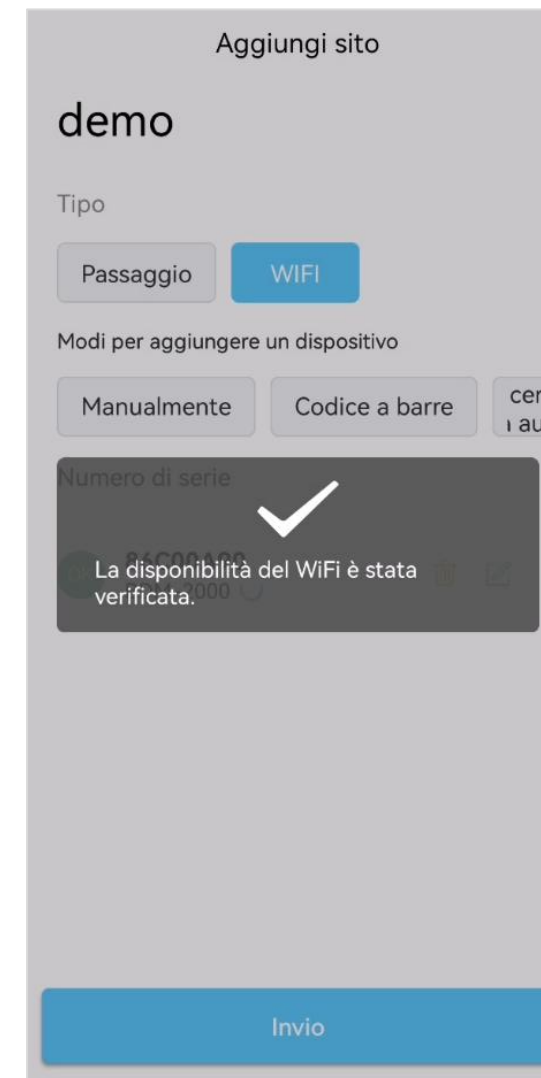 Aggiungi sito
demo
Tipo
Passaggio WIFI
Modi per aggiungere un dispositivo
Manualmente Codice a barre
Numero di serie
La disponibilità del WiFi è stata
verificata.
Invio